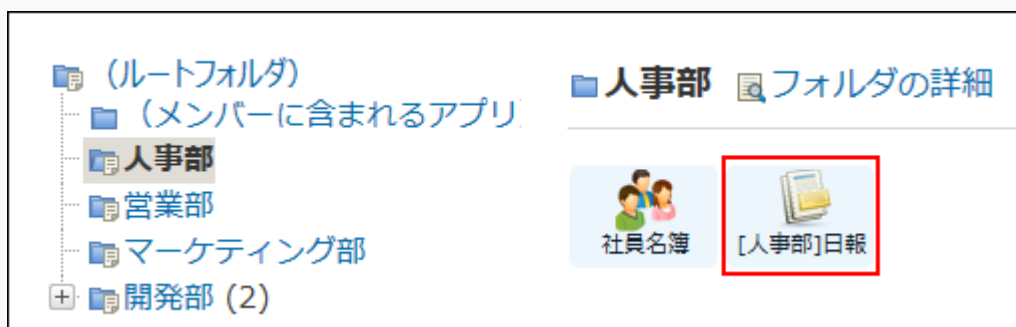 (ルートフォルダ)
(メンバーに含まれるアプリ
人事部
営業部
マーケティング部
開発部 (2)
人事部 フォルダの詳細
社員名簿 [人事部]日報